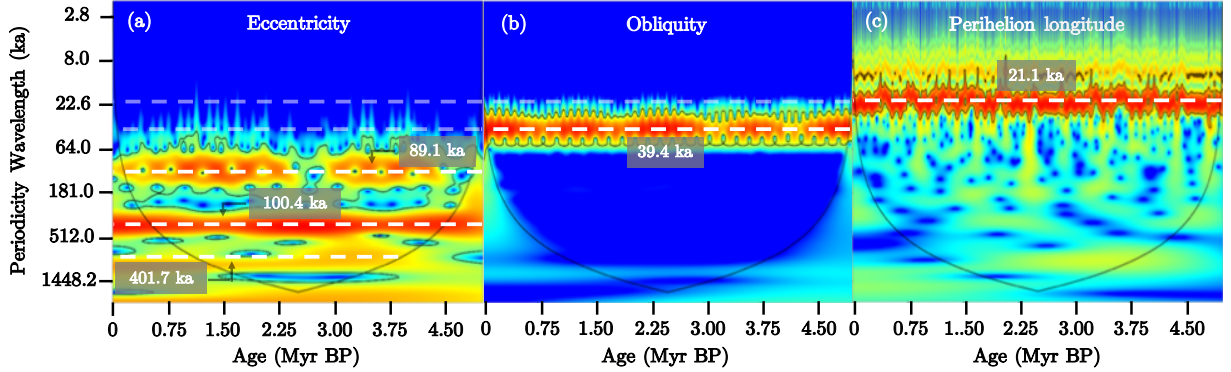 Periodicity Wavelength (ka)
2.8
8.0
22.6
64.0
181.0
512.0
1448.2
(a) Eccentricity
89.1 ka
100.4 ka
401.7 ka
0 0.75 1.50 2.25 3.00 3.75 4.50
Age (Myr BP)
(b) Obliquity
39.4 ka
0 0.75 1.50 2.25 3.00 3.75 4.50
Age (Myr BP)
(c) Perihelion longitude
21.1 ka
0 0.75 1..50 2.25 3.00 3.75 4.50
Age (Myr BP)